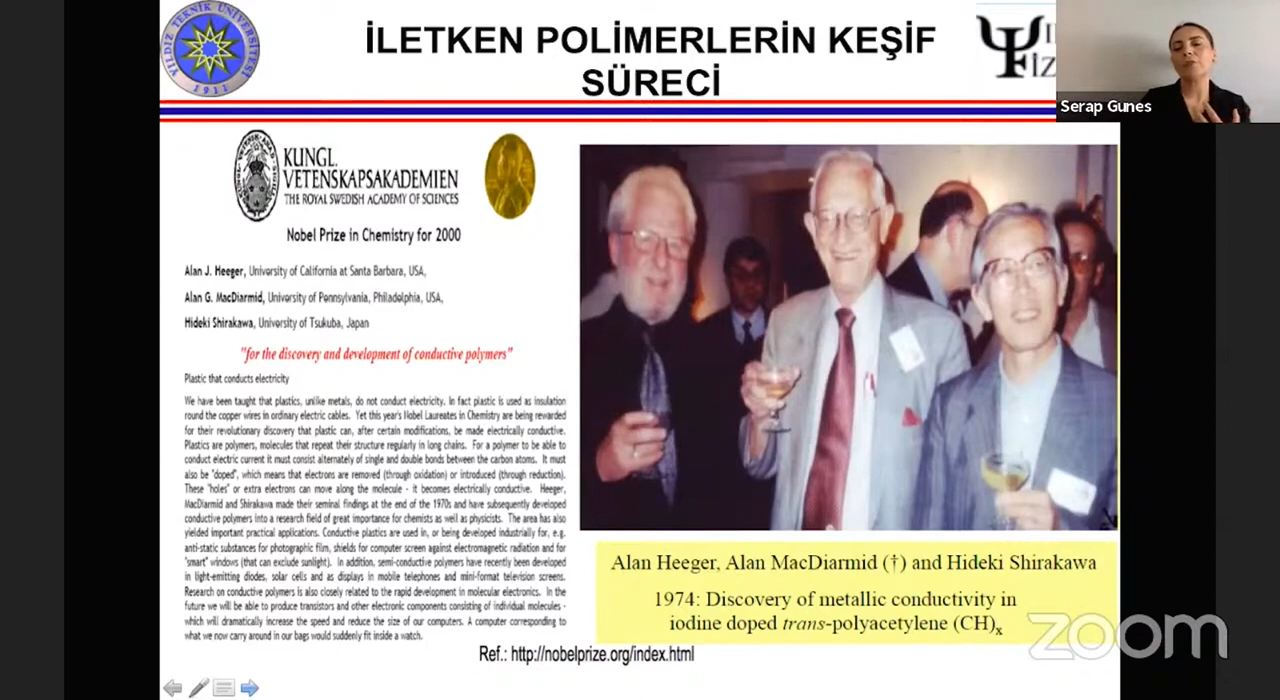 YILDIZ TEKNİK ÜNİVERSİTESİ
1911
İLETKEN POLİMERLERİN KEŞİF
SÜRECİ
Serap Gunes
KUNGL.
VETENSKAPSAKADEMIEN
THE ROYAL SWEDISH ACADEMY OF SCIENCES
Nobel Prize in Chemistry for 2000
Alan J. Heeger, University of California at Santa Barbara, USA,
Alan G. MacDiarmid, University of Pennsylvania, Philadelphia, USA,
Hideki Shirakawa, University of Tsukuba, Japan
"for the discovery and development of conductive polymers"
Plastic that conducts electricity
We have been taught that plastics, unlike metals, do not conduct electricity. In fact plastic is used as insulation
round the copper wires in ordinary electric cables. Yet this year's Nobel Laureates in Chemistry are being rewarded
for their revolutionary discovery that plastic can, after certain modifications, be made electrically conductive.
Plastics are polymers, molecules that repeat their structure regularly in long chains. For a polymer to be able to
conduct electric current it must consist alternately of single and double bonds between the carbon atoms. It must
also be "doped", which means that electrons are removed (through oxidation) or introduced (through reduction).
These "holes" or extra electrons can move along the molecule - it becomes electrically conductive. Heeger,
MacDiarmid and Shirakawa made their seminal findings at the end of the 1970s and have subsequently developed
conductive polymers into a research field of great importance for chemists as well as physicists. The area has also
yielded important practical applications. Conductive plastics are used in, or being developed industrially for, e.g.
anti-static substances for photographic film, shields for computer screen against electromagnetic radiation and for
"smart" windows (that can exclude sunlight). In addition, semi-conductive polymers have recently been developed
in light-emitting diodes, solar cells and as displays in mobile telephones and mini-format television screens.
Research on conductive polymers is also closely related to the rapid development in molecular electronics. In the
future we will be able to produce transistors and other electronic components consisting of individual molecules -
which will dramatically increase the speed and reduce the size of our computers. A computer corresponding to
what we now carry around in our bags would suddenly fit inside a watch.
Alan Heeger, Alan MacDiarmid (†) and Hideki Shirakawa
1974: Discovery of metallic conductivity in
iodine doped trans-polyacetylene (CH)x
zoom
Ref.: http://nobelprize.org/index.html